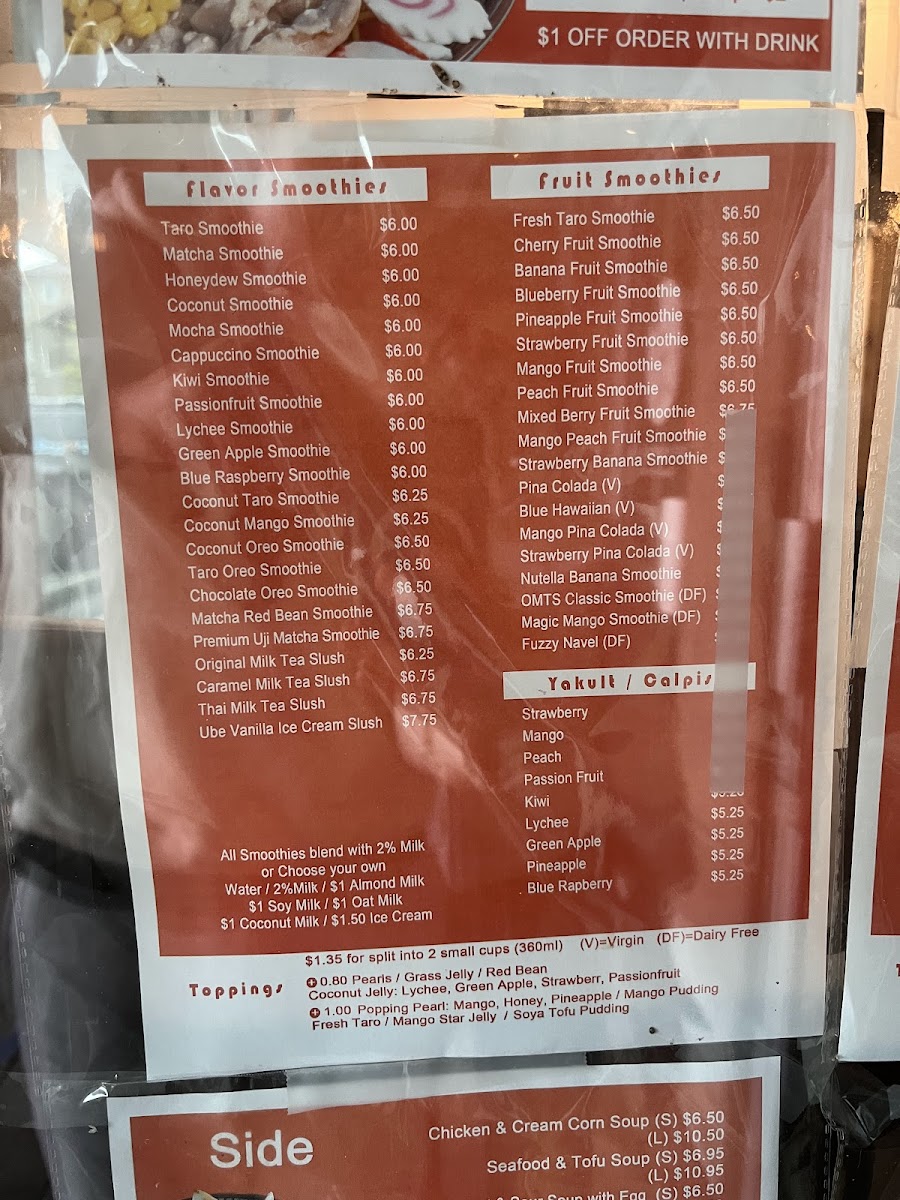 $1 OFF ORDER WITH DRINK
Flavor Smoothies
Taro Smoothie $6.00
Matcha Smoothie $6.00
Honeydew Smoothie $6.00
Coconut Smoothie $6.00
Mocha Smoothie $6.00
Cappuccino Smoothie $6.00
Kiwi Smoothie $6.00
Passionfruit Smoothie $6.00
Lychee Smoothie $6.00
Green Apple Smoothie $6.00
Blue Raspberry Smoothie $6.00
Coconut Taro Smoothie $6.25
Coconut Mango Smoothie $6.25
Coconut Oreo Smoothie $6.50
Taro Oreo Smoothie $6.50
Chocolate Oreo Smoothie $6.50
Matcha Red Bean Smoothie $6.75
Premium Uji Matcha Smoothie $6.75
Original Milk Tea Slush $6.25
Caramel Milk Tea Slush $6.75
Thai Milk Tea Slush $6.75
Ube Vanilla Ice Cream Slush $7.75
All Smoothies blend with 2% Milk
or Choose your own
Water / 2%Milk / $1 Almond Milk
$1 Soy Milk / $1 Oat Milk
$1 Coconut Milk / $1.50 Ice Cream
Fruit Smoothies
Fresh Taro Smoothie $6.50
Cherry Fruit Smoothie $6.50
Banana Fruit Smoothie $6.50
Blueberry Fruit Smoothie $6.50
Pineapple Fruit Smoothie $6.50
Strawberry Fruit Smoothie $6.50
Mango Fruit Smoothie $6.50
Peach Fruit Smoothie $6.50
Mixed Berry Fruit Smoothie $6.75
Mango Peach Fruit Smoothie $
Strawberry Banana Smoothie $
Pina Colada (V) $
Blue Hawaiian (V)
Mango Pina Colada (V)
Strawberry Pina Colada (V)
Nutella Banana Smoothie
OMTS Classic Smoothie (DF)
Magic Mango Smoothie (DF)
Fuzzy Navel (DF)
Yakult / Calpis
Strawberry
Mango
Peach
Passion Fruit
Kiwi
Lychee $5.25
Green Apple $5.25
Pineapple $5.25
Blue Rapberry $5.25
$1.35 for split into 2 small cups (360ml) (V)=Virgin (DF)=Dairy Free
Toppings
+0.80 Pearls / Grass Jelly / Red Bean
Coconut Jelly: Lychee, Green Apple, Strawberr, Passionfruit
+1.00 Popping Pearl: Mango, Honey, Pineapple / Mango Pudding
Fresh Taro / Mango Star Jelly / Soya Tofu Pudding
Side
Chicken & Cream Corn Soup (S) $6.50
(L) $10.50
Seafood & Tofu Soup (S) $6.95
(L) $10.95
Soup with Egg (S) $6.50